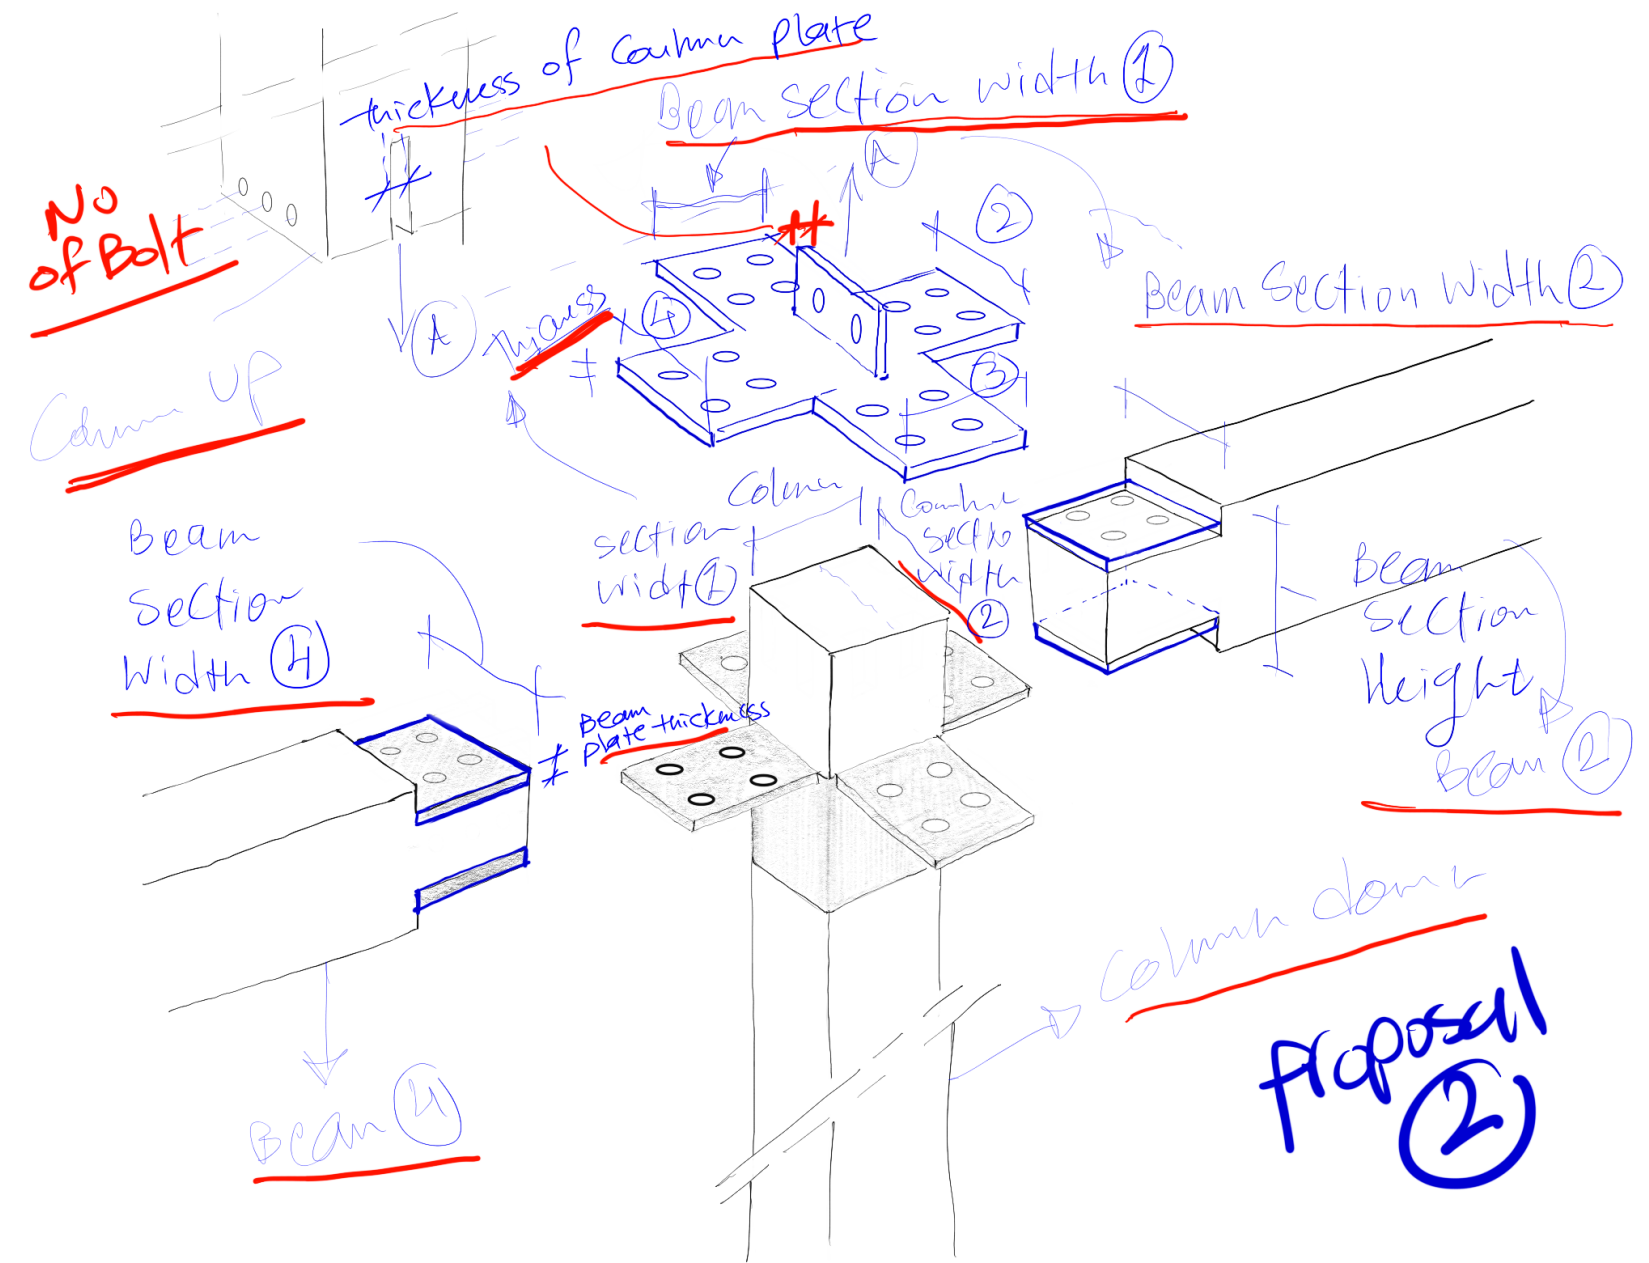 thickness of Coulumn plate
Beam Section width 1
A
No
of Bolt
2
Beam Section Width 2
A
thickness
4
3
Column UP
Column
section
width 1
Coulmn
section
width
2
Beam
Section
Width 4
Beam
Section
Height
Beam 2
Beam
plate thickness
Column down
Beam 4
Proposal
2